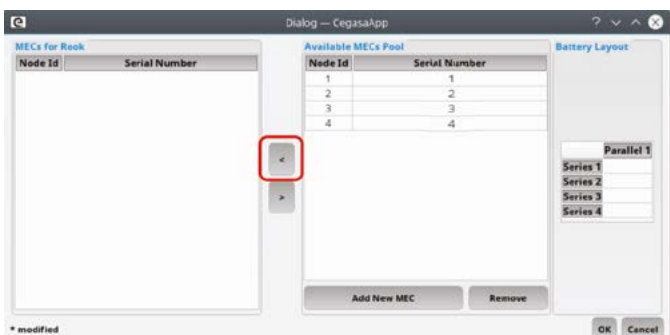 Dialog — CegasaApp
MECs for Rook
Node Id Serial Number
Available MECs Pool
Node Id Serial Number
1 1
2 2
3 3
4 4
<
>
Add New MEC Remove
Battery Layout
Parallel 1
Series 1
Series 2
Series 3
Series 4
* modified
OK Cancel